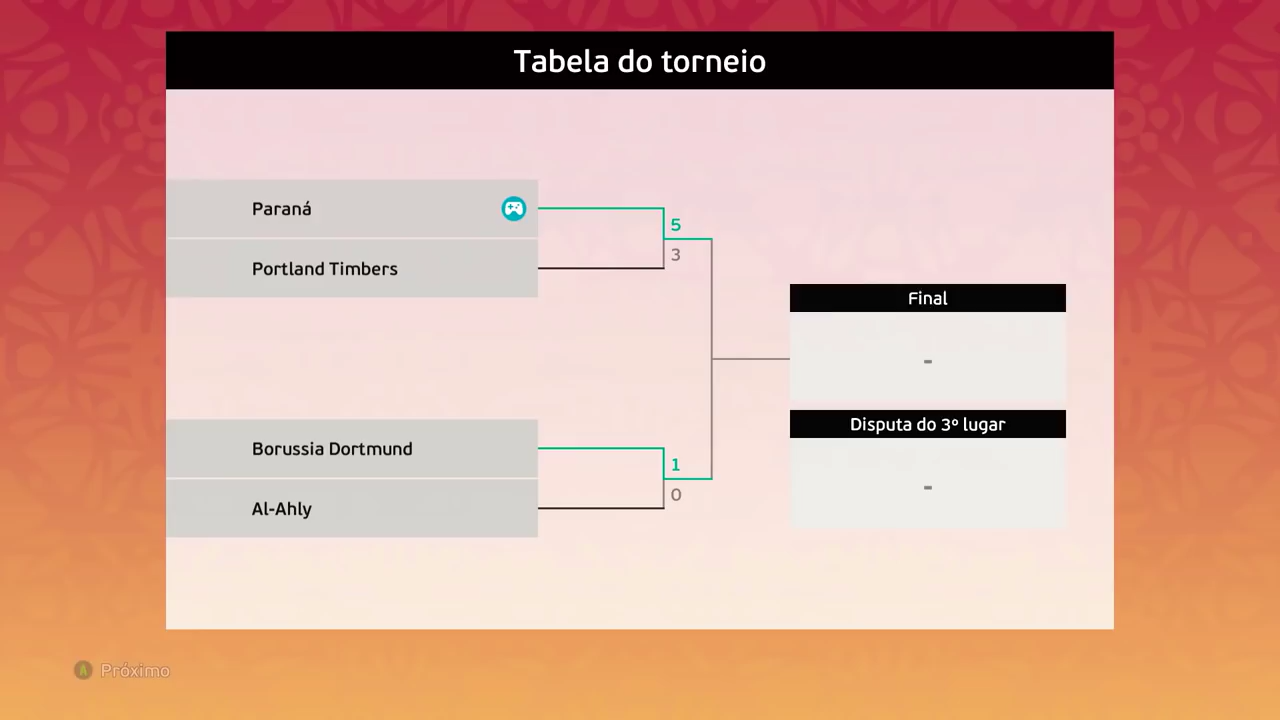 Tabela do torneio
Paraná
5
3
Portland Timbers
Final
-
Disputa do 3º lugar
-
Borussia Dortmund
1
0
Al-Ahly
A Próximo